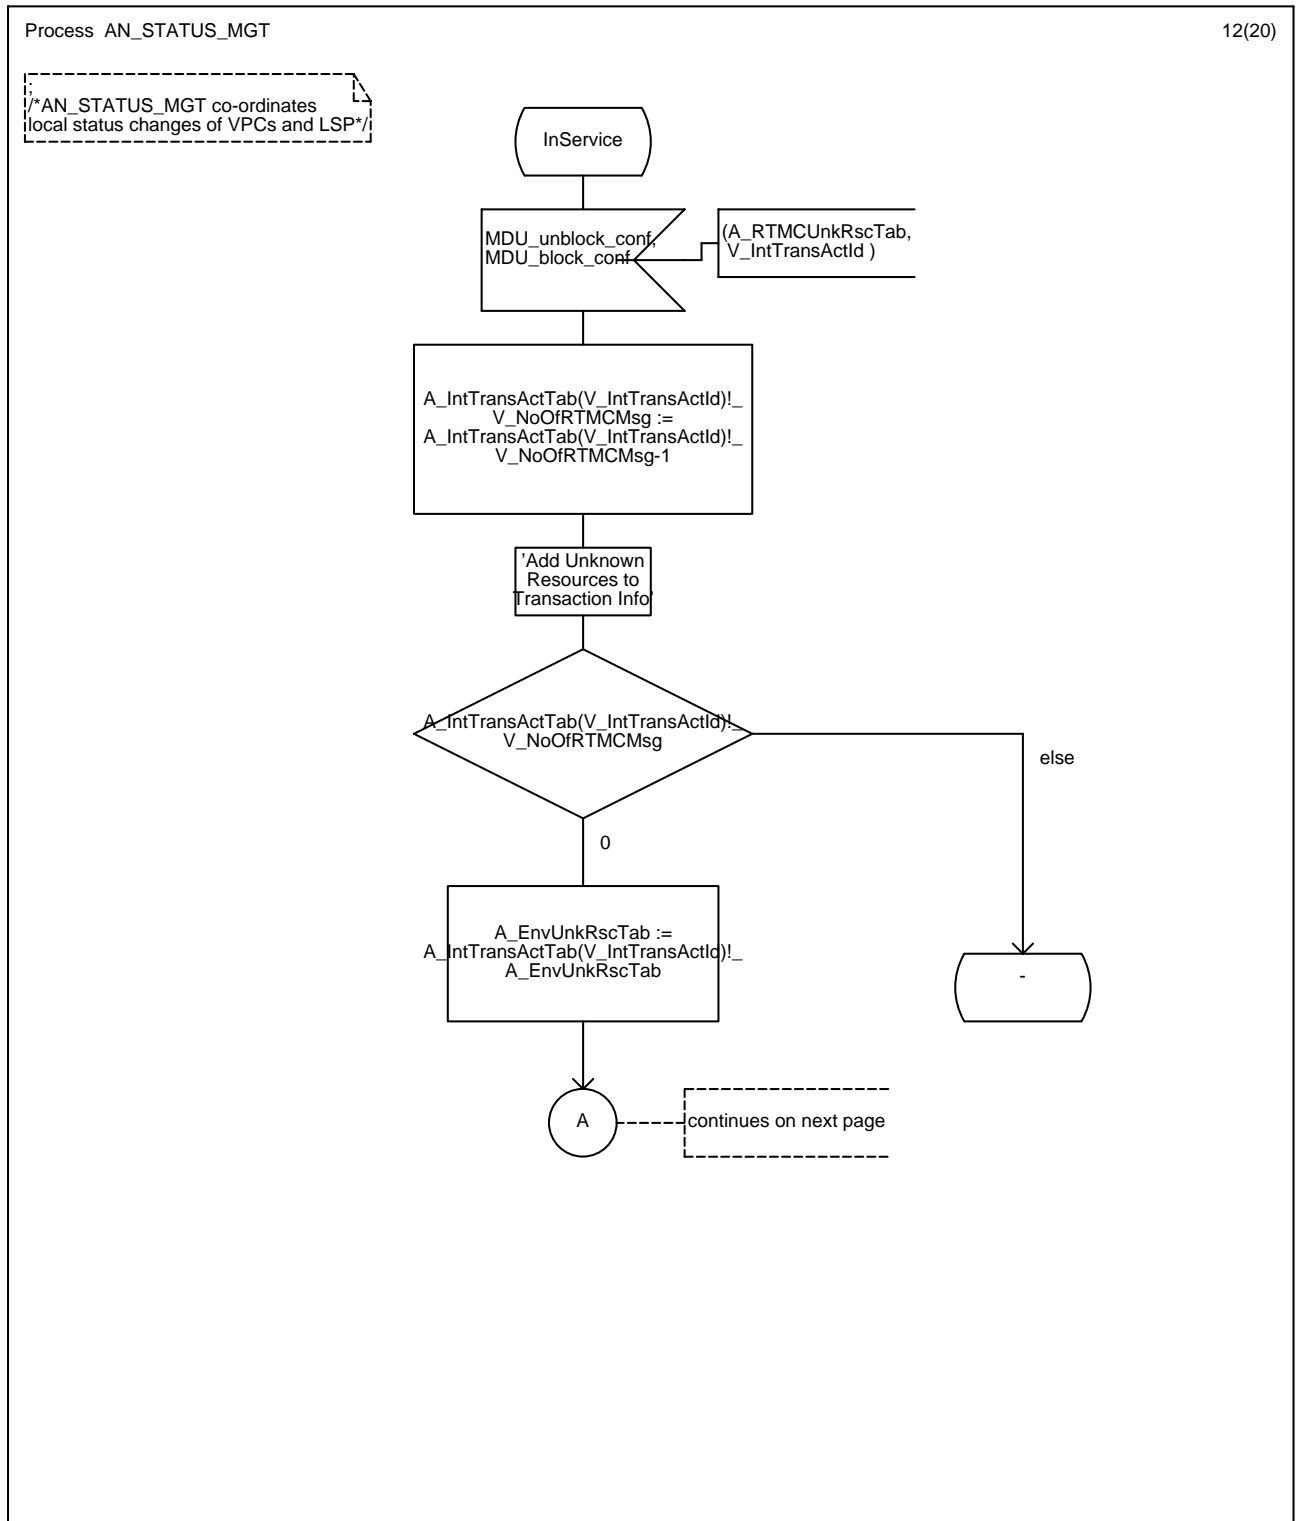 Process AN_STATUS_MGT
12(20)
;
/*AN_STATUS_MGT co-ordinates
local status changes of VPCs and LSP*/
InService
MDU_unblock_conf,
MDU_block_conf
(A_RTMCUnkRscTab,
V_IntTransActId )
A_IntTransActTab(V_IntTransActId)!_
V_NoOfRTMCMsg :=
A_IntTransActTab(V_IntTransActId)!_
V_NoOfRTMCMsg-1
'Add Unknown
Resources to
Transaction Info'
A_IntTransActTab(V_IntTransActId)!_
V_NoOfRTMCMsg
else
0
A_EnvUnkRscTab :=
A_IntTransActTab(V_IntTransActId)!_
A_EnvUnkRscTab
-
A
continues on next page